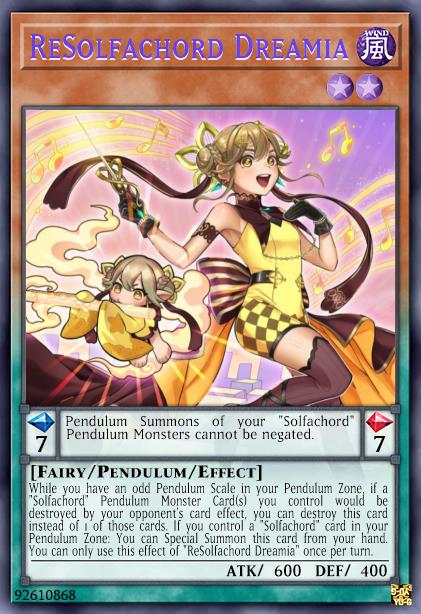 ReSolfachord Dreamia
WIND
風
Pendulum Summons of your "Solfachord"
Pendulum Monsters cannot be negated.
7
7
[Fairy/Pendulum/Effect]
While you have an odd Pendulum Scale in your Pendulum Zone, if a
"Solfachord" Pendulum Monster Card(s) you control would be
destroyed by your opponent's card effect, you can destroy this card
instead of 1 of those cards. If you control a "Solfachord" card in your
Pendulum Zone: You can Special Summon this card from your hand.
You can only use this effect of "ReSolfachord Dreamia" once per turn.
ATK/ 600 DEF/ 400
92610868